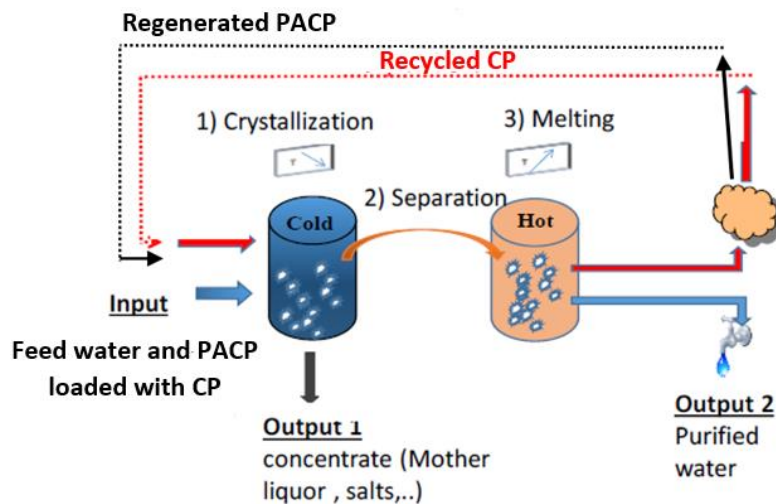 Regenerated PACP
Recycled CP
1) Crystallization
3) Melting
T
T
2) Separation
Cold
Hot
Input
Feed water and PACP
loaded with CP
Output 1
concentrate (Mother
liquor , salts,..)
Output 2
Purified
water